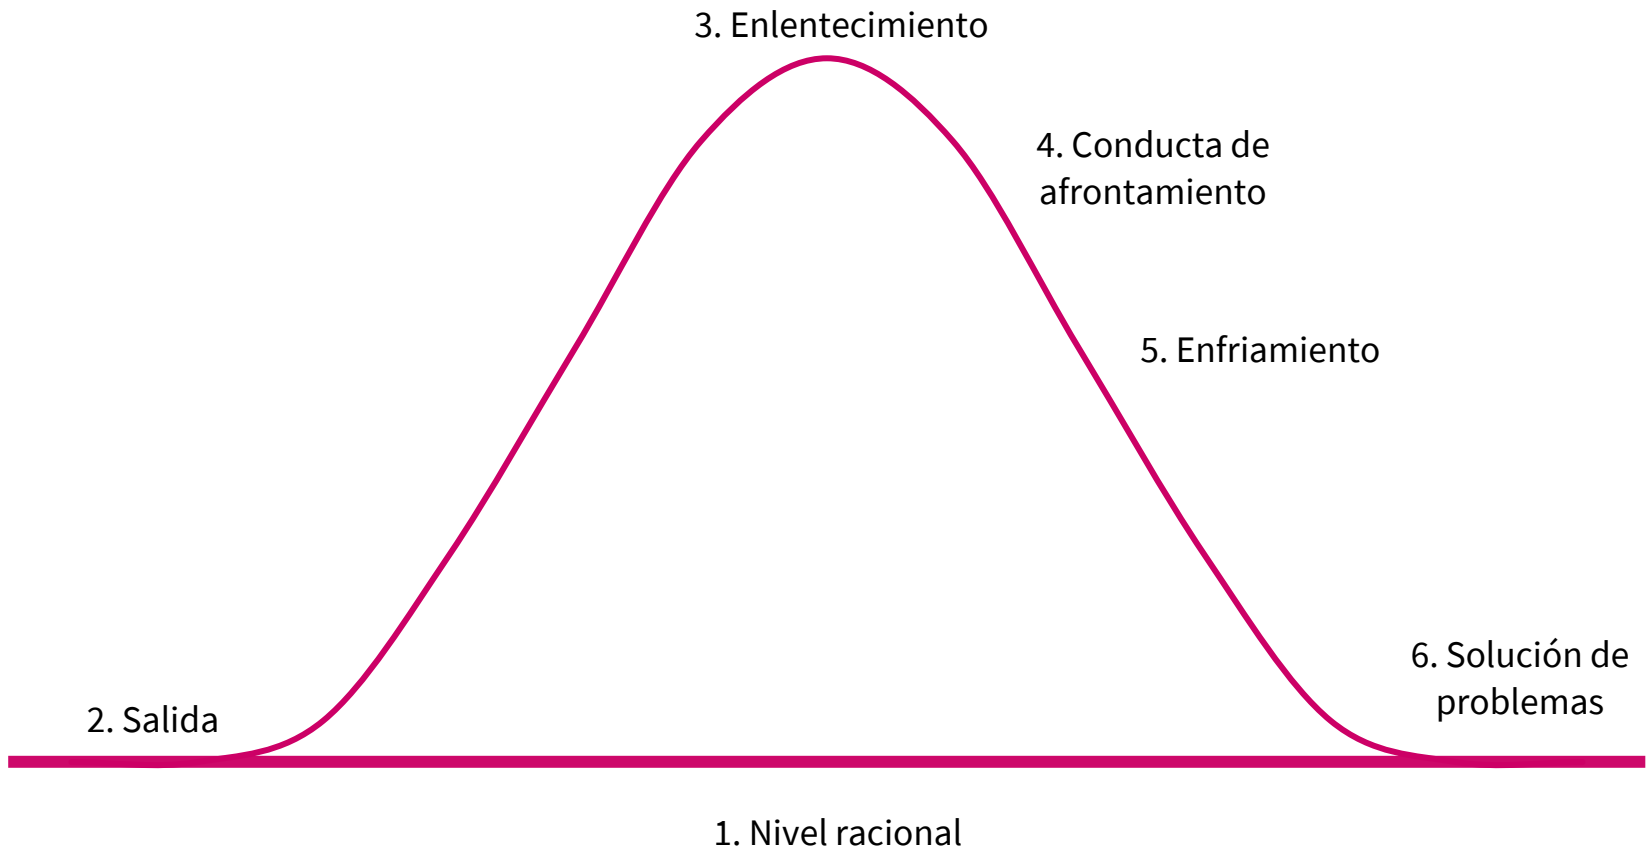 3. Enlentecimiento
4. Conducta de
afrontamiento
5. Enfriamiento
6. Solución de
problemas
2. Salida
1. Nivel racional